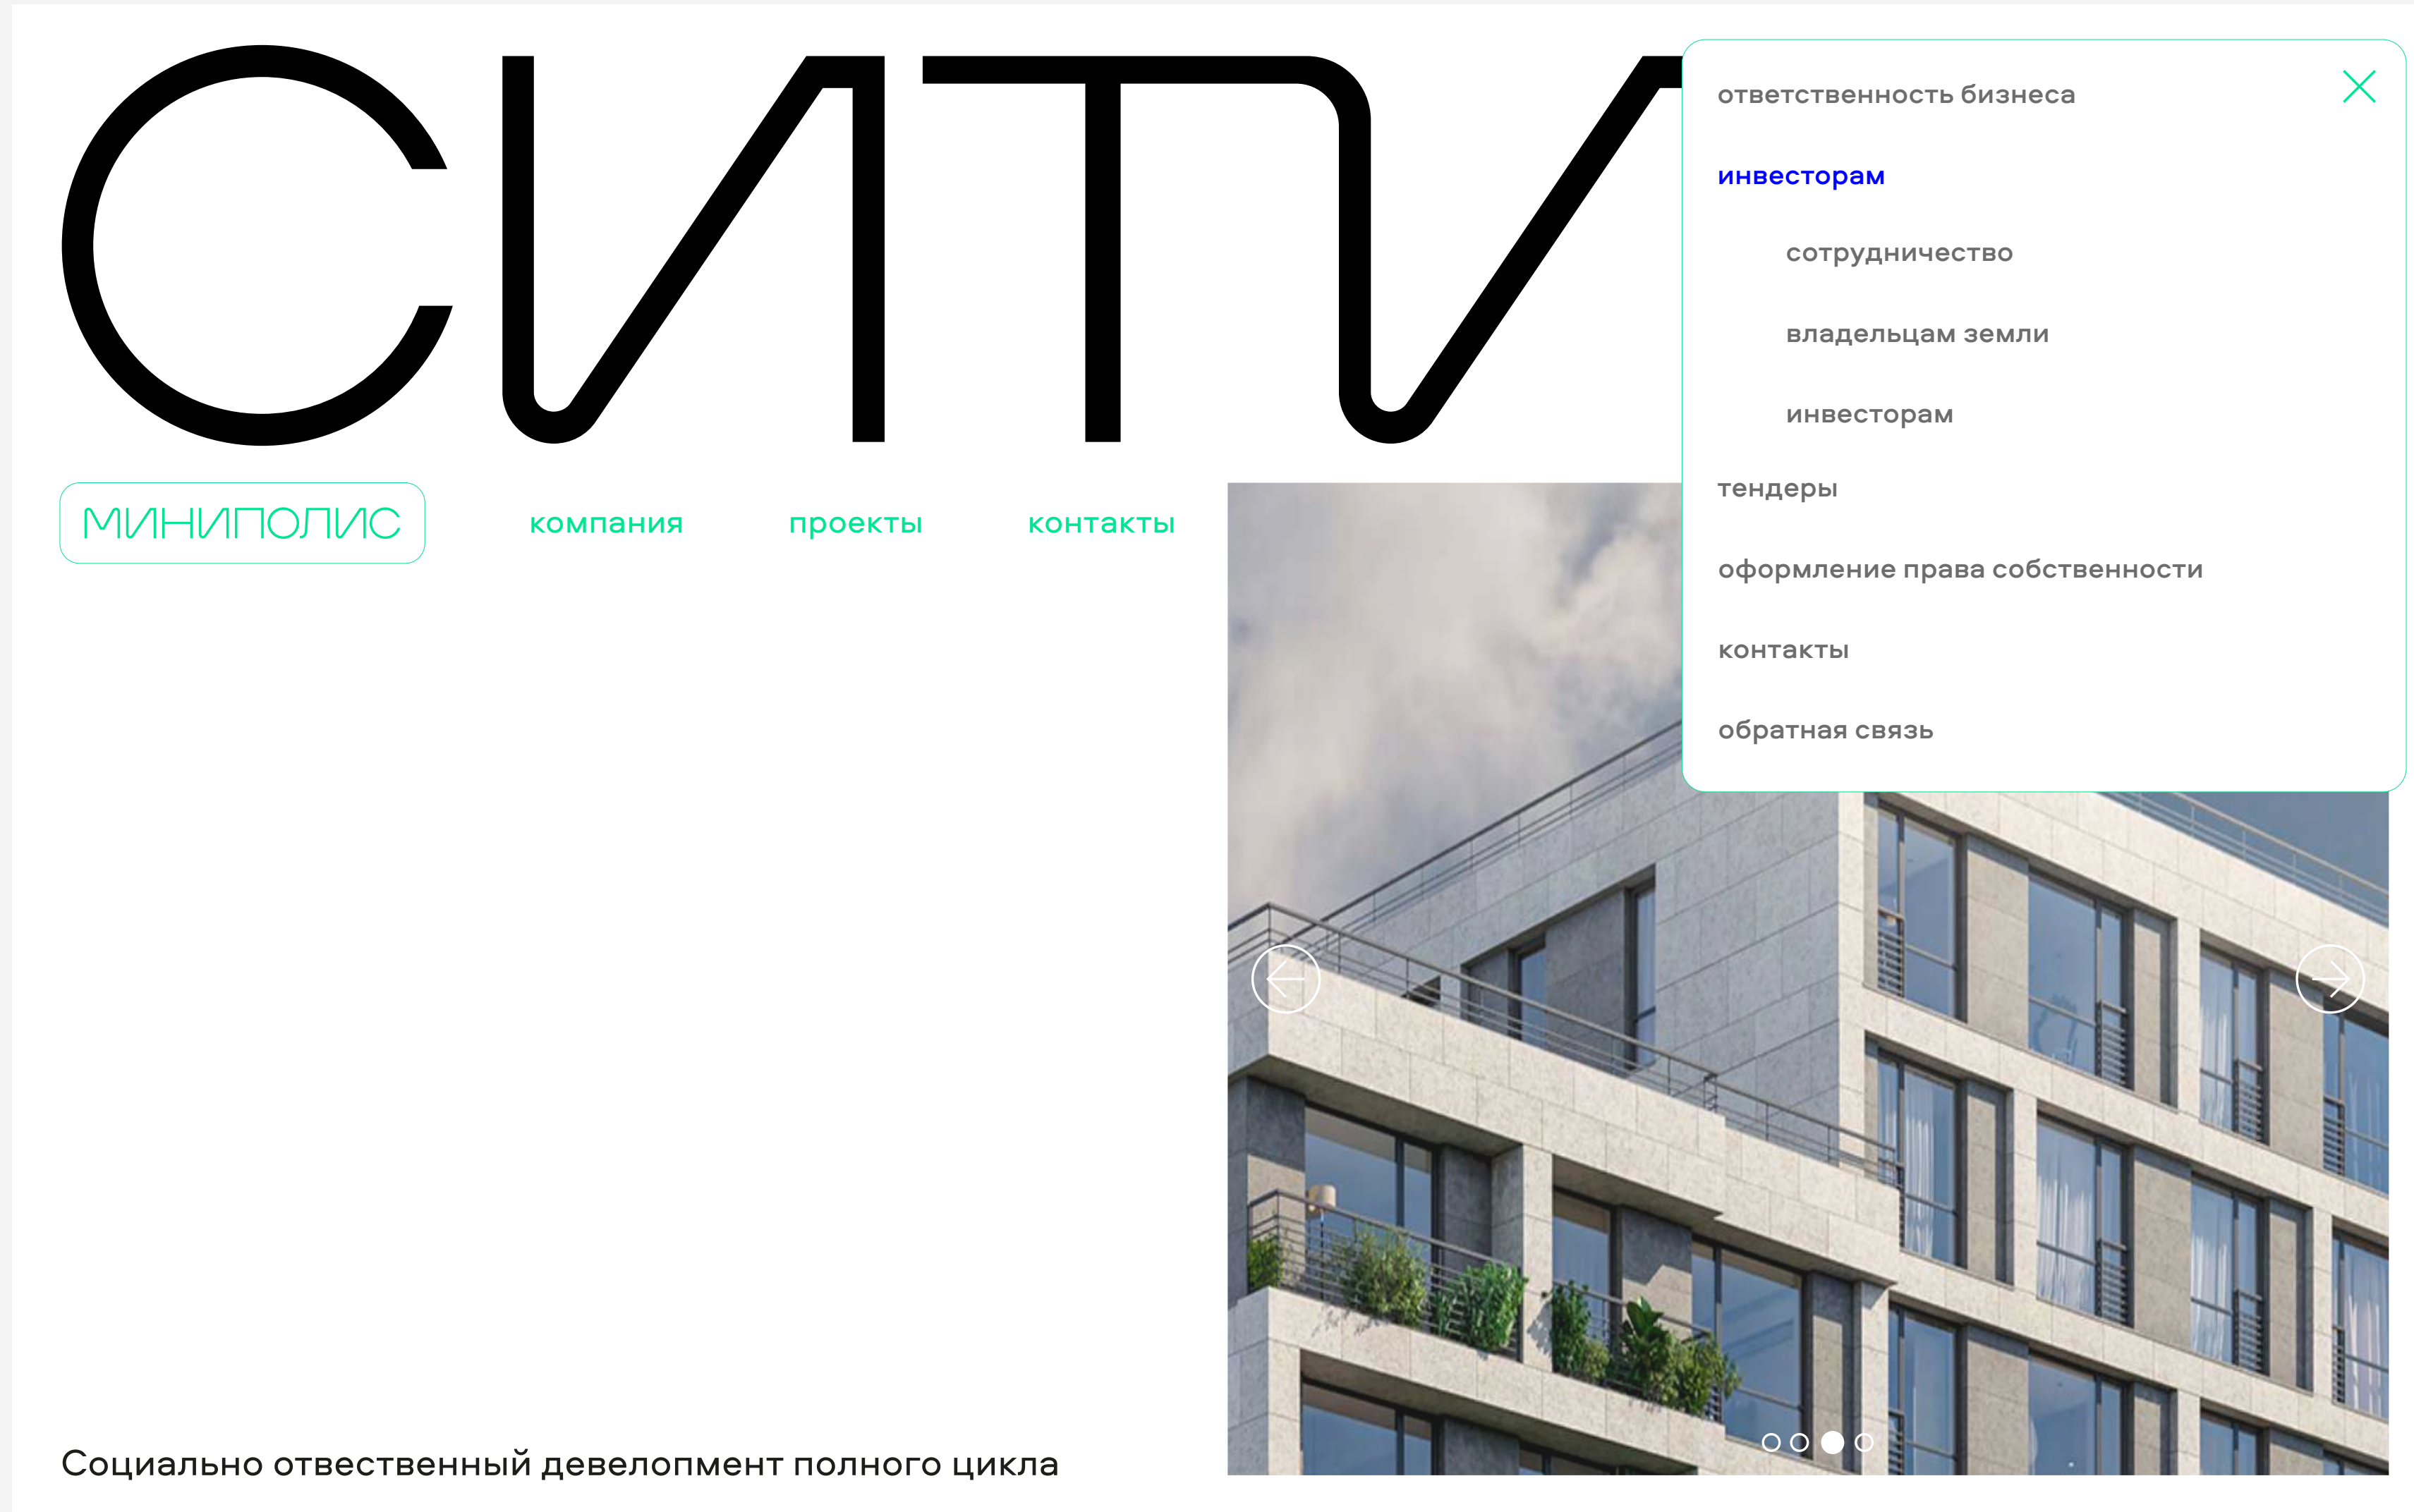 СИТИ
ответственность бизнеса
инвесторам
сотрудничество
владельцам земли
инвесторам
тендеры
оформление права собственности
контакты
обратная связь
МИНИПОЛИС
компания
проекты
контакты
Социально отвественный девелопмент полного цикла